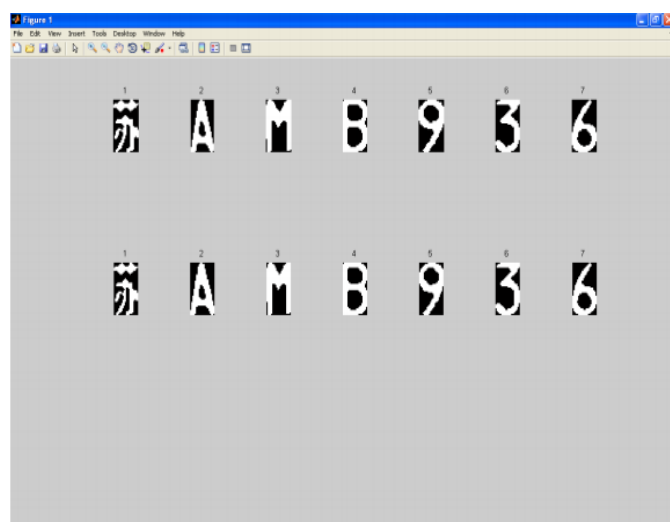 Figure 1
File Edit View Insert Tools Desktop Window Help
1 2 3 4 5 6 7
苏 A M B 9 3 6
1 2 3 4 5 6 7
苏 A M B 9 3 6